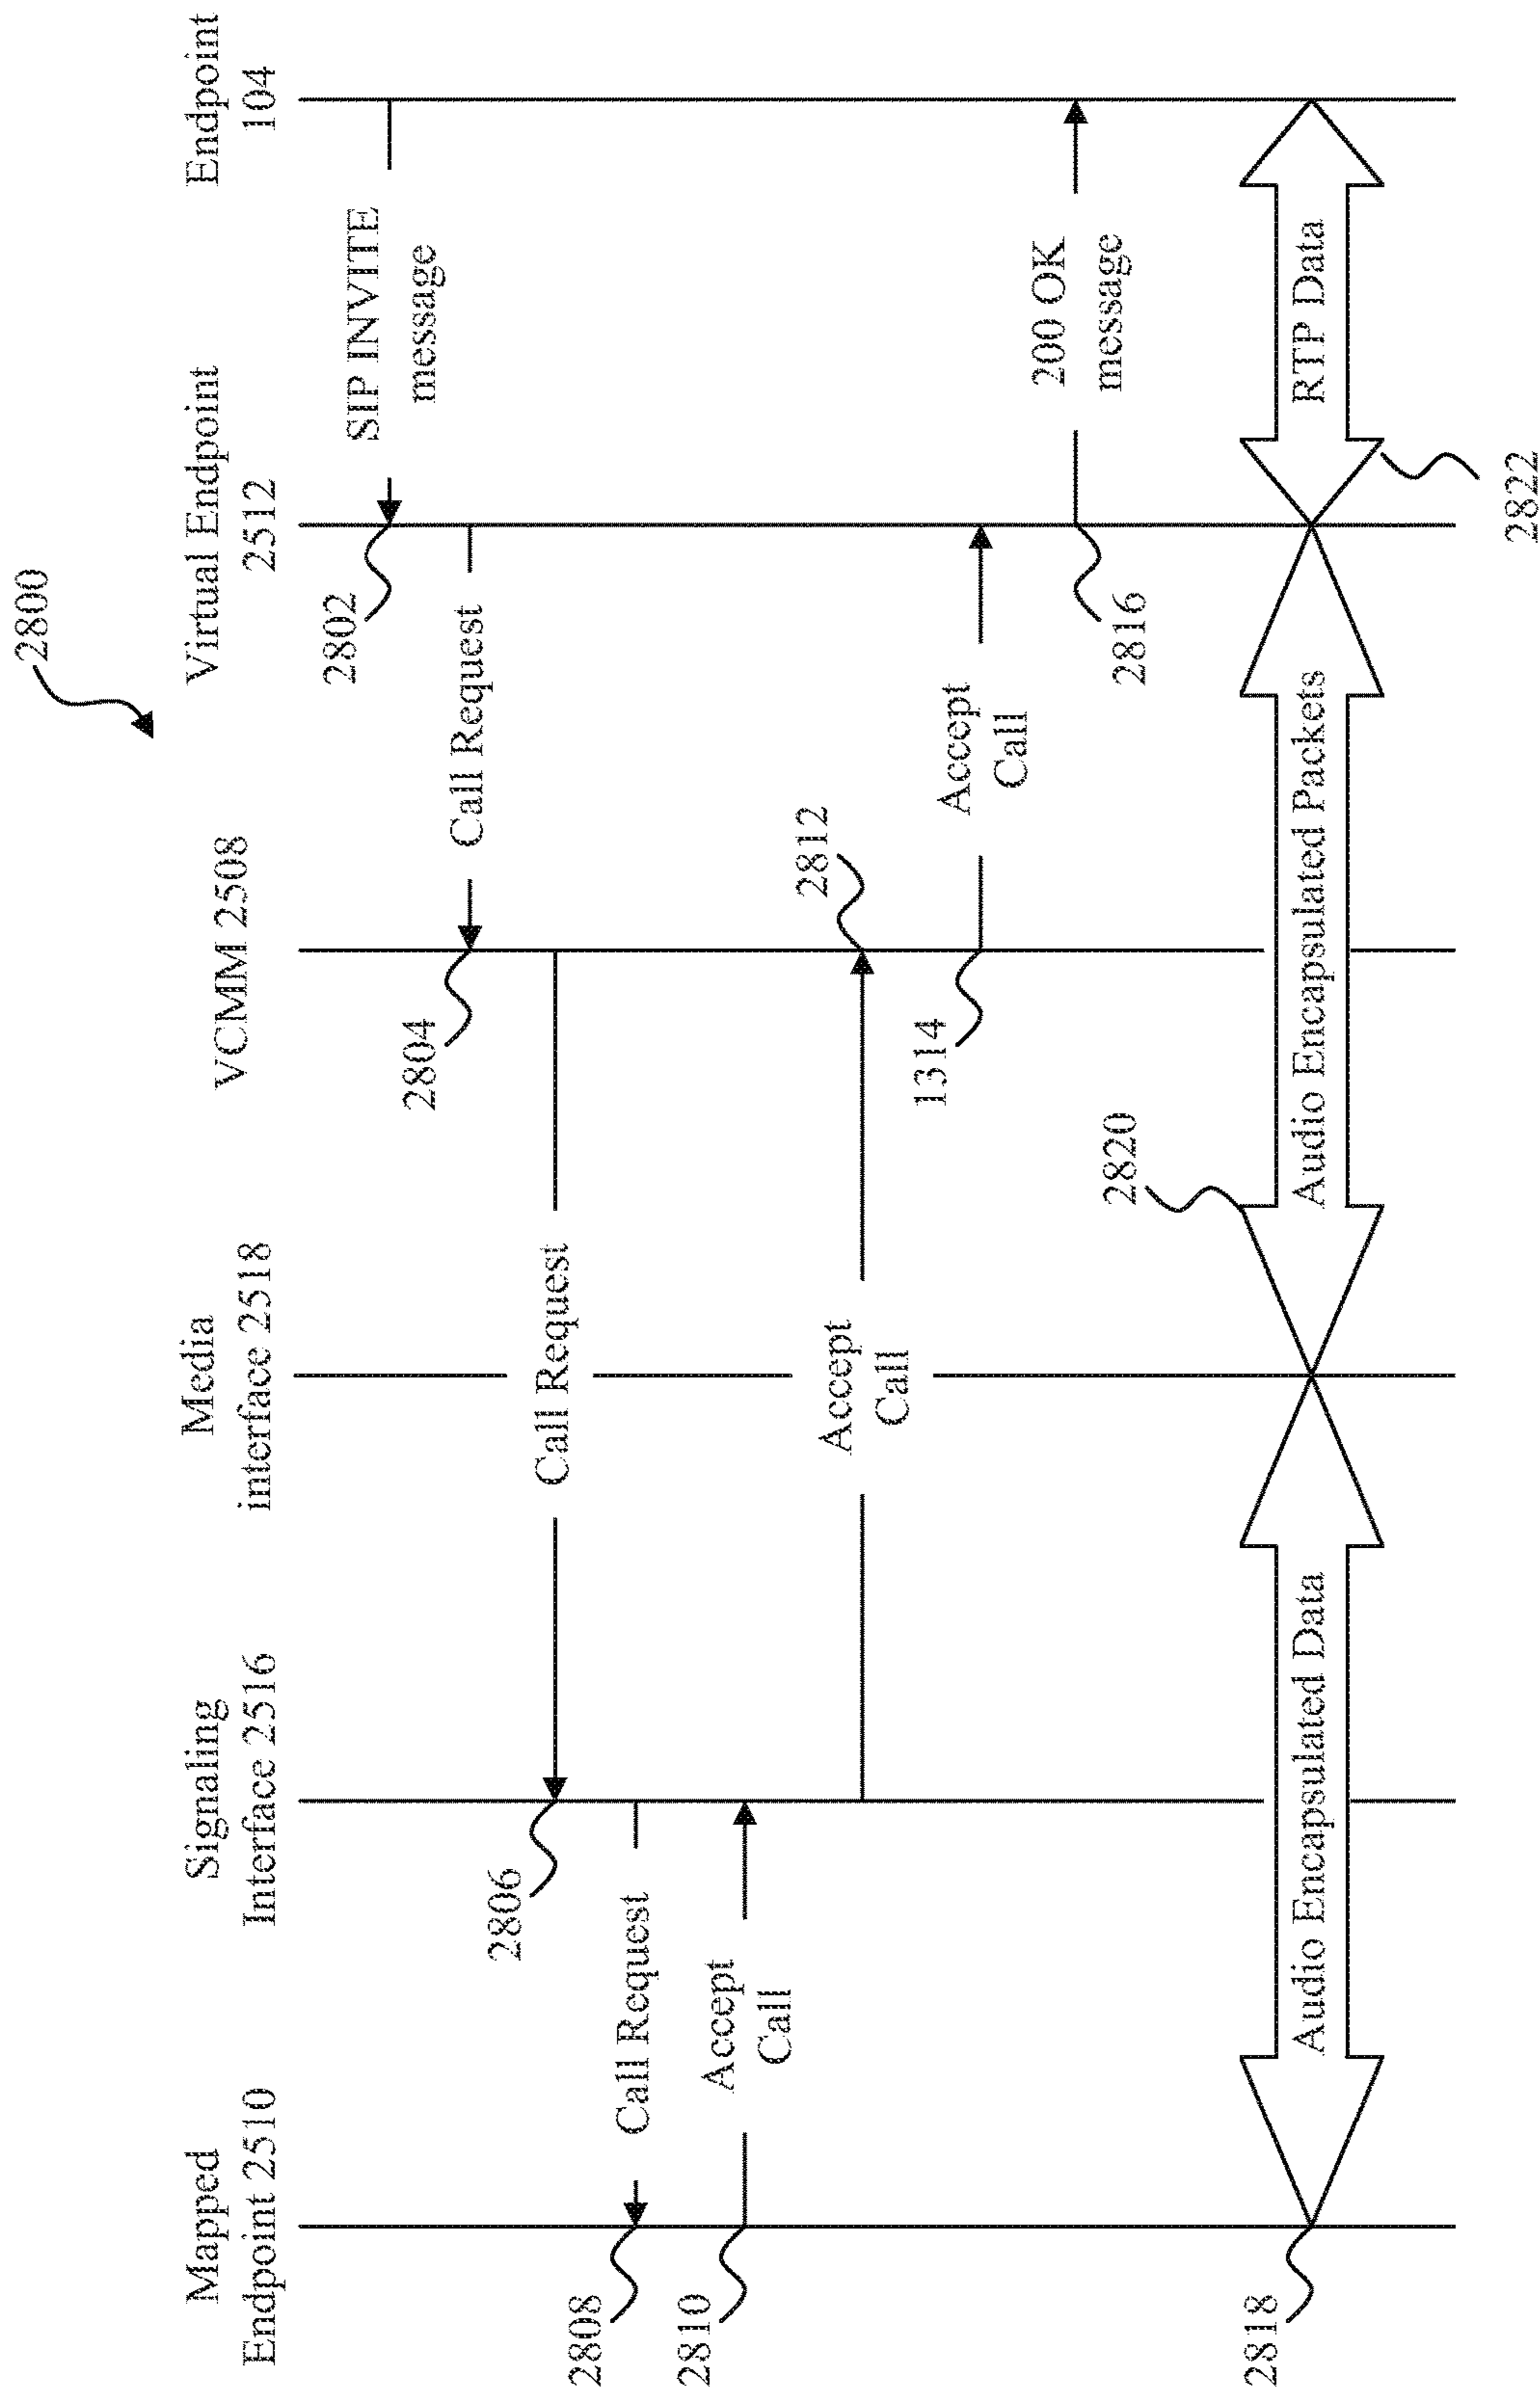 2800
Mapped
Endpoint 2510
Signaling
Interface 2516
Media
interface 2518
VCMM 2508
Virtual Endpoint
2512
Endpoint
104
SIP INVITE
message
2802
Call Request
2804
Call Request
2806
Call Request
2808
Accept
Call
2810
Accept
Call
2812
Accept
Call
1314
200 OK
message
2816
Audio Encapsulated Data
2818
Audio Encapsulated Packets
2820
RTP Data
2822